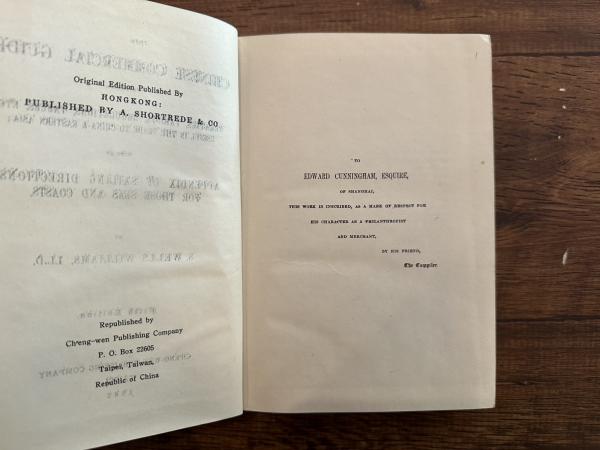 Original Edition Published By
HONGKONG:
PUBLISHED BY A. SHORTREDE & CO
Republished by
Ch'eng-wen Publishing Company
P. O. Box 22605
Taipei, Taiwan,
Republic of China
TO
EDWARD CUNNINGHAM, ESQUIRE,
OF SHANGHAI,
THIS WORK IS INSCRIBED, AS A MARK OF RESPECT FOR
HIS CHARACTER AS A PHILANTHROPIST
AND MERCHANT,
BY HIS FRIEND,
The Compiler.